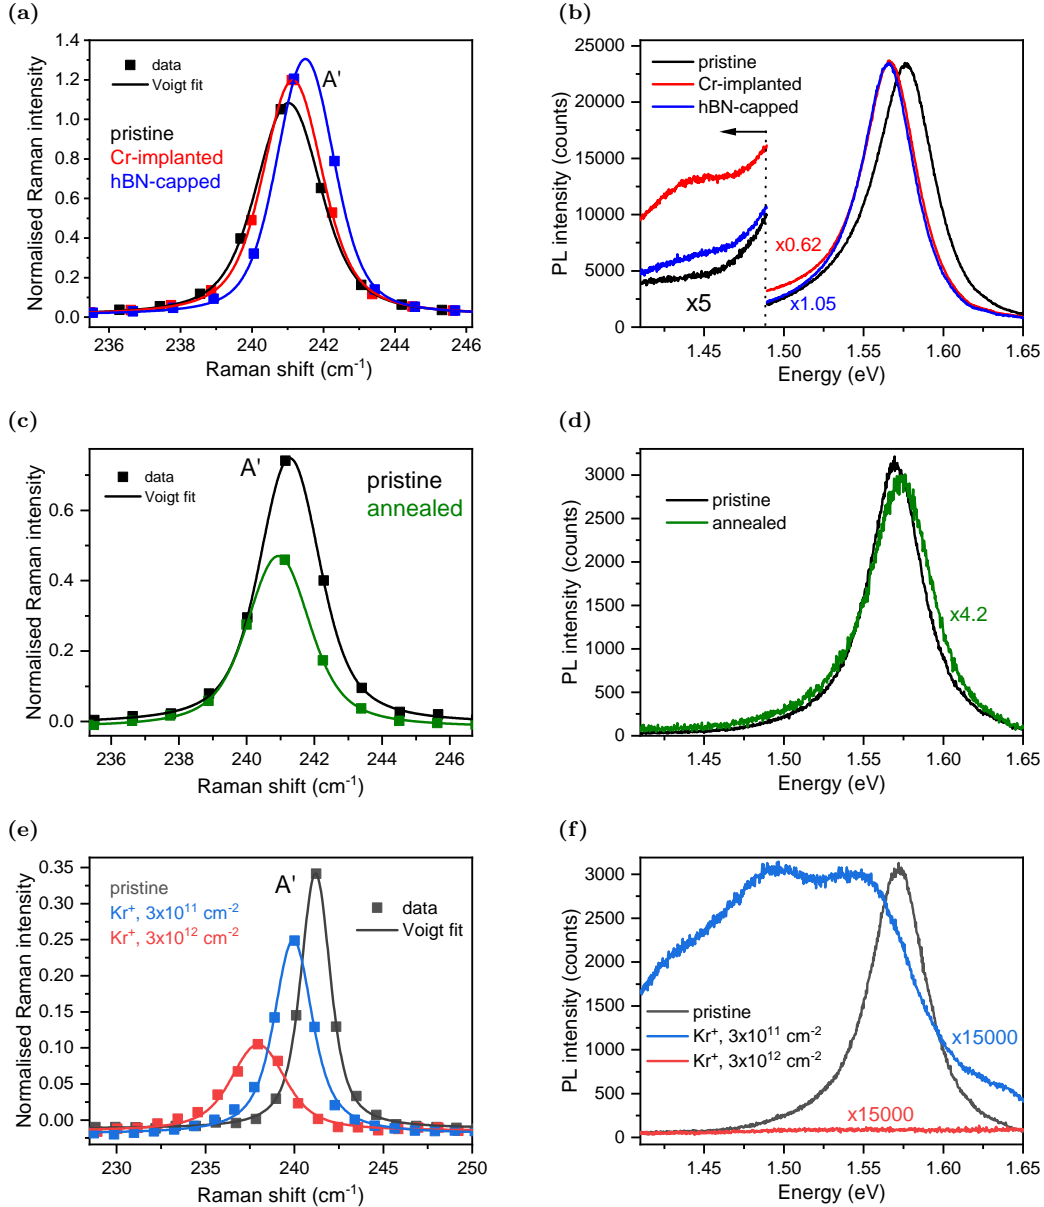 (a)
1.4
1.2
1.0
0.8
0.6
0.4
0.2
0.0
Normalised Raman intensity
data
Voigt fit
A'
pristine
Cr-implanted
hBN-capped
236 238 240 242 244 246
Raman shift (cm-1)
(b)
25000
20000
15000
10000
5000
0
PL intensity (counts)
pristine
Cr-implanted
hBN-capped
x0.62
x5
x1.05
1.45 1.50 1.55 1.60 1.65
Energy (eV)
(c)
0.6
0.4
0.2
0.0
Normalised Raman intensity
data
Voigt fit
A'
pristine
annealed
236 238 240 242 244 246
Raman shift (cm-1)
(d)
3000
2500
2000
1500
1000
500
0
PL intensity (counts)
pristine
annealed
x4.2
1.45 1.50 1.55 1.60 1.65
Energy (eV)
(e)
0.35
0.30
0.25
0.20
0.15
0.10
0.05
0.00
Normalised Raman intensity
pristine
Kr+, 3x10^11 cm-2
Kr+, 3x10^12 cm-2
A'
data
Voigt fit
230 235 240 245 250
Raman shift (cm-1)
(f)
3000
2500
2000
1500
1000
500
0
PL intensity (counts)
pristine
Kr+, 3x10^11 cm-2
Kr+, 3x10^12 cm-2
x15000
x15000
1.45 1.50 1.55 1.60 1.65
Energy (eV)